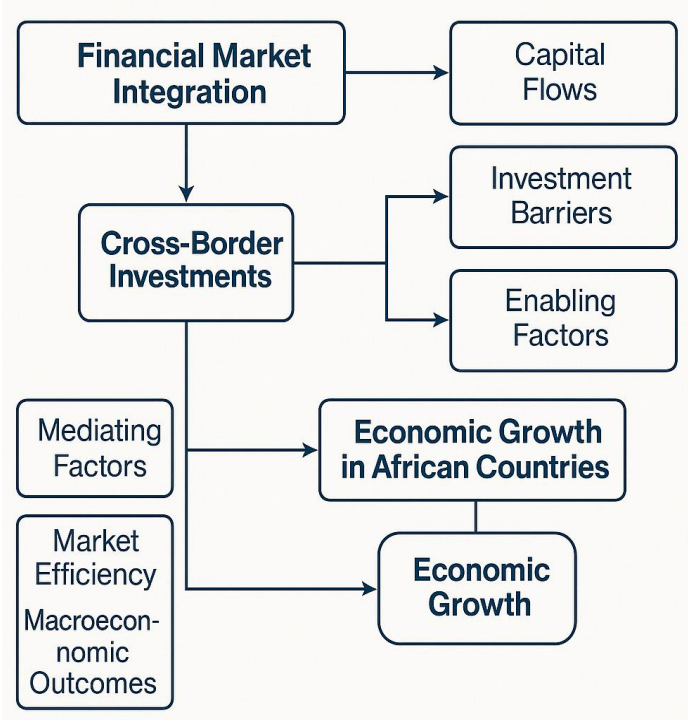 Financial Market
Integration
Capital
Flows
Investment
Barriers
Cross-Border
Investments
Enabling
Factors
Mediating
Factors
Economic Growth
in African Countries
Market
Efficiency
Macroecon-
nomic
Outcomes
Economic
Growth